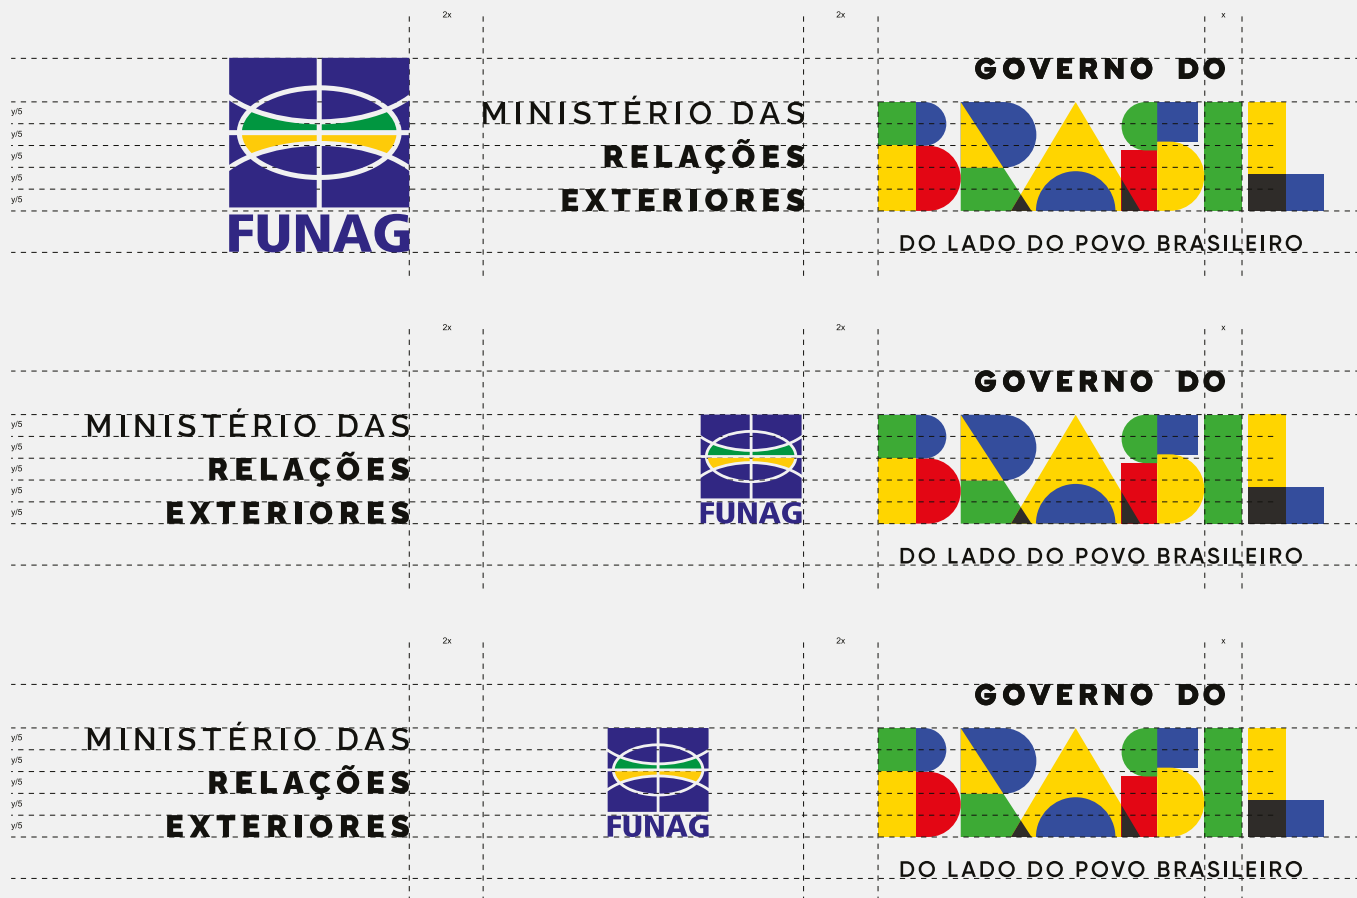 2x 2x x
GOVERNO DO
y/5
MINISTÉRIO DAS
BRASIL
y/5
y/5
RELAÇÕES
y/5
y/5
EXTERIORES
FUNAG
DO LADO DO POVO BRASILEIRO
2x 2x x
GOVERNO DO
y/5
MINISTÉRIO DAS
BRASIL
y/5
y/5
RELAÇÕES
y/5
y/5
EXTERIORES
FUNAG
DO LADO DO POVO BRASILEIRO
2x 2x x
GOVERNO DO
y/5
MINISTÉRIO DAS
BRASIL
y/5
y/5
RELAÇÕES
y/5
y/5
EXTERIORES
FUNAG
DO LADO DO POVO BRASILEIRO